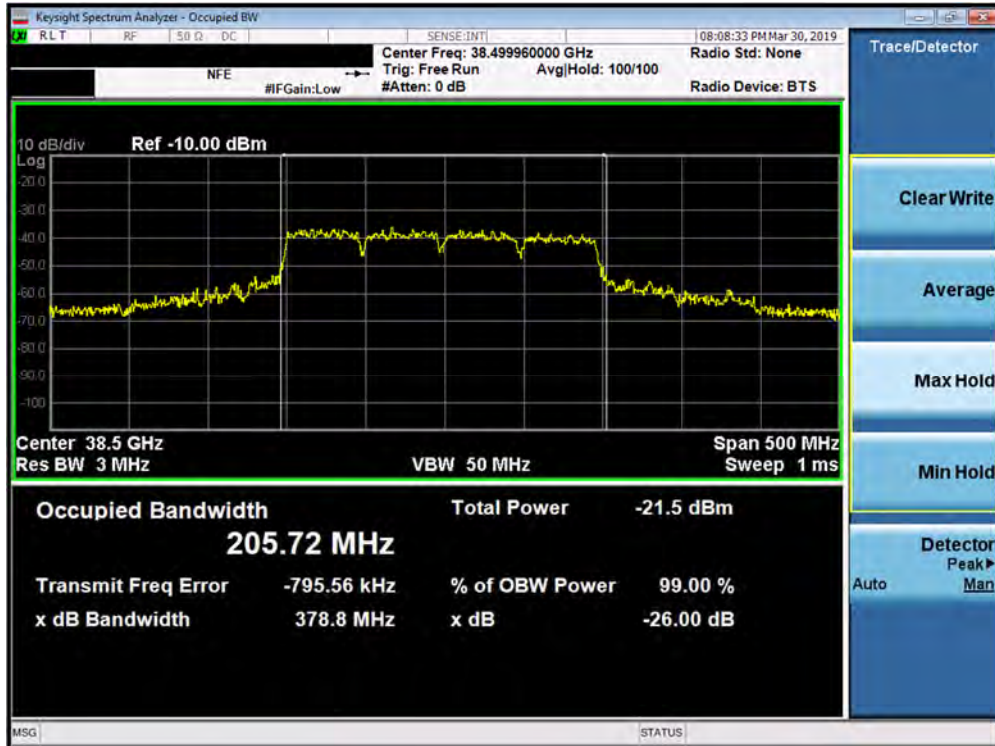 Keysight Spectrum Analyzer - Occupied BW
RLT RF 50 Ω DC SENSE:INT 08:08:33 PM Mar 30, 2019
Center Freq: 38.499960000 GHz Radio Std: None
NFE Trig: Free Run Avg|Hold: 100/100
#IFGain:Low #Atten: 0 dB Radio Device: BTS
Trace/Detector
10 dB/div Ref -10.00 dBm
Log
-20.0
-30.0
-40.0
-50.0
-60.0
-70.0
-80.0
-90.0
-100
Center 38.5 GHz Span 500 MHz
Res BW 3 MHz VBW 50 MHz Sweep 1 ms
Occupied Bandwidth Total Power -21.5 dBm
205.72 MHz
Transmit Freq Error -795.56 kHz % of OBW Power 99.00 %
x dB Bandwidth 378.8 MHz x dB -26.00 dB
Clear Write
Average
Max Hold
Min Hold
Detector
Peak
Auto Man
MSG STATUS